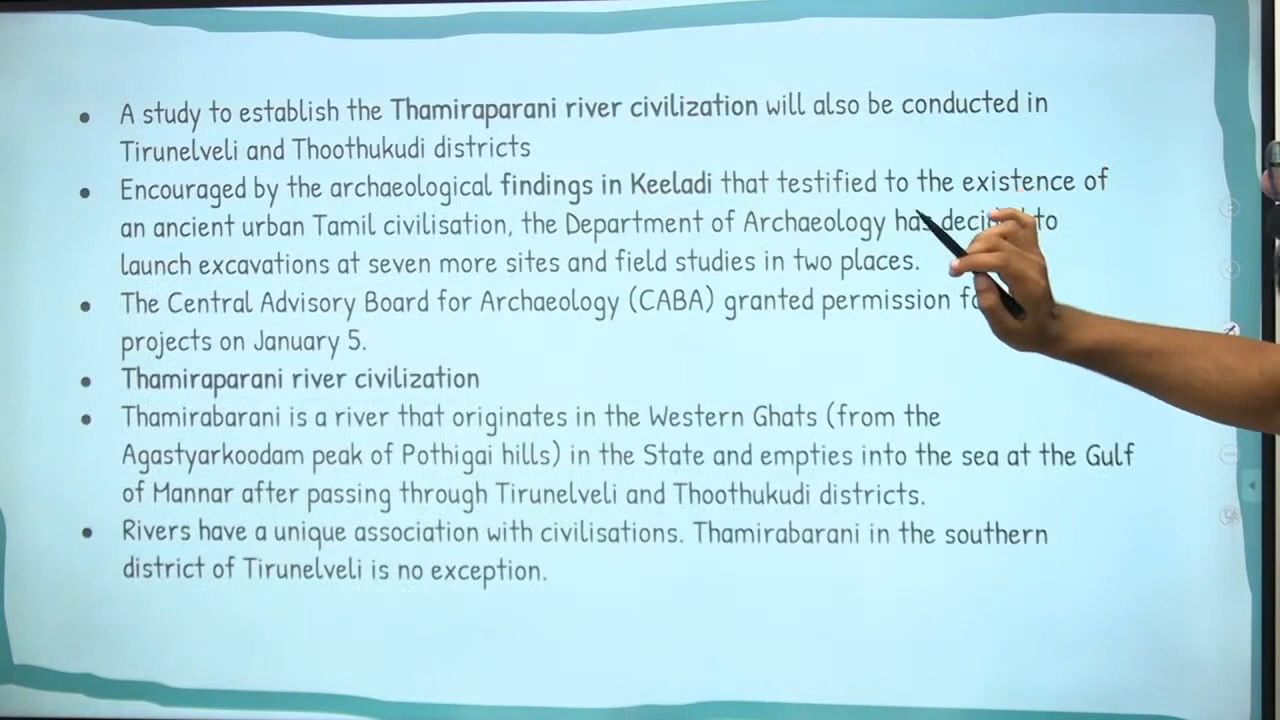 • A study to establish the Thamiraparani river civilization will also be conducted in
Tirunelveli and Thoothukudi districts
• Encouraged by the archaeological findings in Keeladi that testified to the existence of
an ancient urban Tamil civilisation, the Department of Archaeology has to
launch excavations at seven more sites and field studies in two places.
• The Central Advisory Board for Archaeology (CABA) granted permission
projects on January 5.
• Thamiraparani river civilization
• Thamirabarani is a river that originates in the Western Ghats (from the
Agastyarkoodam peak of Pothigai hills) in the State and empties into the sea at the Gulf
of Mannar after passing through Tirunelveli and Thoothukudi districts.
• Rivers have a unique association with civilisations. Thamirabarani in the southern
district of Tirunelveli is no exception.